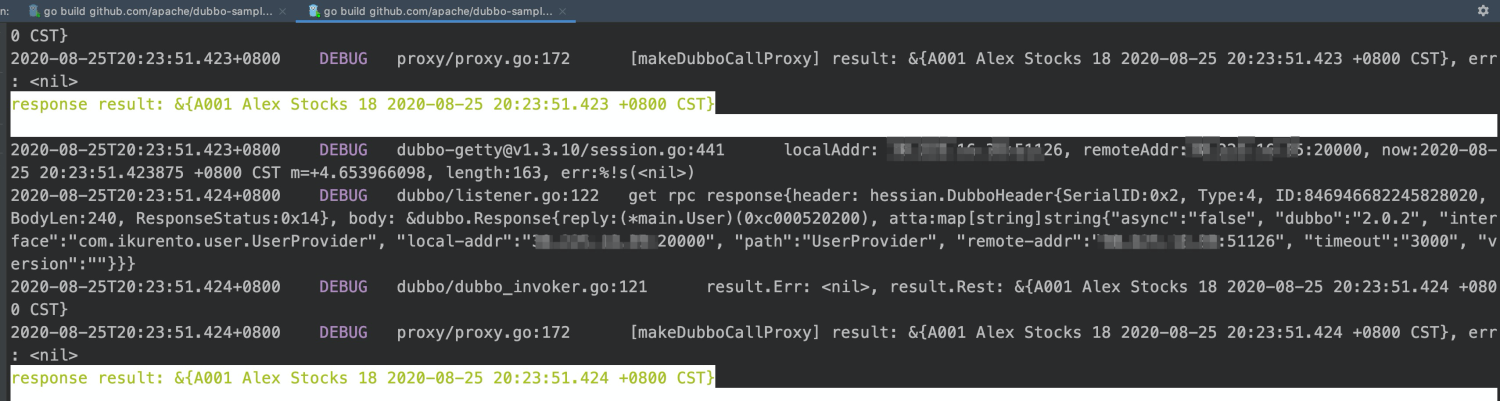 n: go build github.com/apache/dubbo-sampl... × go build github.com/apache/dubbo-sampl... ×
0 CST}
2020-08-25T20:23:51.423+0800 DEBUG proxy/proxy.go:172 [makeDubboCallProxy] result: &{A001 Alex Stocks 18 2020-08-25 20:23:51.423 +0800 CST}, err
: <nil>
response result: &{A001 Alex Stocks 18 2020-08-25 20:23:51.423 +0800 CST}
2020-08-25T20:23:51.423+0800 DEBUG dubbo-getty@v1.3.10/session.go:441 localAddr: :51126, remoteAddr: :20000, now:2020-08-
25 20:23:51.423875 +0800 CST m=+4.653966098, length:163, err:%!s(<nil>)
2020-08-25T20:23:51.424+0800 DEBUG dubbo/listener.go:122 get rpc response{header: hessian.DubboHeader{SerialID:0x2, Type:4, ID:846946682245828020,
BodyLen:240, ResponseStatus:0x14}, body: &dubbo.Response{reply:(*main.User)(0xc000520200), atta:map[string]string{"async":"false", "dubbo":"2.0.2", "inter
face":"com.ikurento.user.UserProvider", "local-addr":" 20000", "path":"UserProvider", "remote-addr":" :51126", "timeout":"3000", "v
ersion":""}}}
2020-08-25T20:23:51.424+0800 DEBUG dubbo/dubbo_invoker.go:121 result.Err: <nil>, result.Rest: &{A001 Alex Stocks 18 2020-08-25 20:23:51.424 +080
0 CST}
2020-08-25T20:23:51.424+0800 DEBUG proxy/proxy.go:172 [makeDubboCallProxy] result: &{A001 Alex Stocks 18 2020-08-25 20:23:51.424 +0800 CST}, err
: <nil>
response result: &{A001 Alex Stocks 18 2020-08-25 20:23:51.424 +0800 CST}